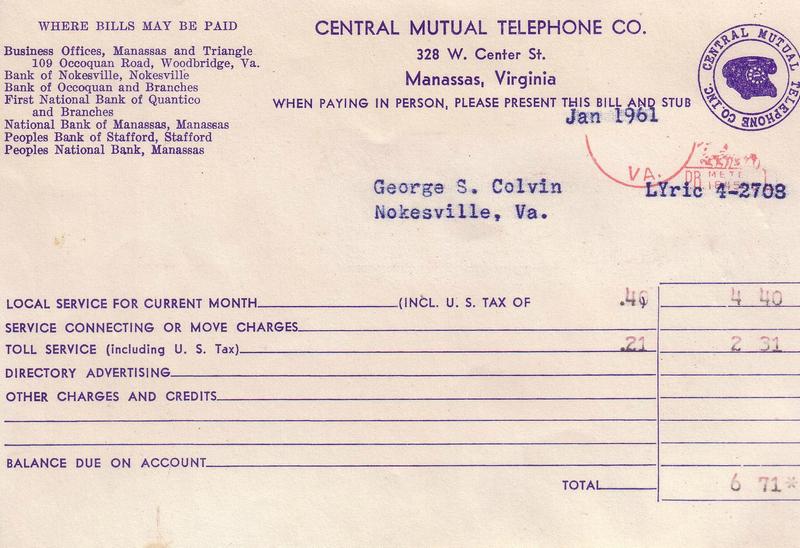 WHERE BILLS MAY BE PAID
Business Offices, Manassas and Triangle
109 Occoquan Road, Woodbridge, Va.
Bank of Nokesville, Nokesville
Bank of Occoquan and Branches
First National Bank of Quantico
and Branches
National Bank of Manassas, Manassas
Peoples Bank of Stafford, Stafford
Peoples National Bank, Manassas
CENTRAL MUTUAL TELEPHONE CO.
328 W. Center St.
Manassas, Virginia
WHEN PAYING IN PERSON, PLEASE PRESENT THIS BILL AND STUB
CENTRAL MUTUAL TELEPHONE CO. INC.
Jan 1961
VA.
George S. Colvin
LYric 4-2708
Nokesville, Va.
LOCAL SERVICE FOR CURRENT MONTH (INCL. U. S. TAX OF .40 4 40
SERVICE CONNECTING OR MOVE CHARGES
TOLL SERVICE (including U. S. Tax) .21 2 31
DIRECTORY ADVERTISING
OTHER CHARGES AND CREDITS
BALANCE DUE ON ACCOUNT
TOTAL 6 71*